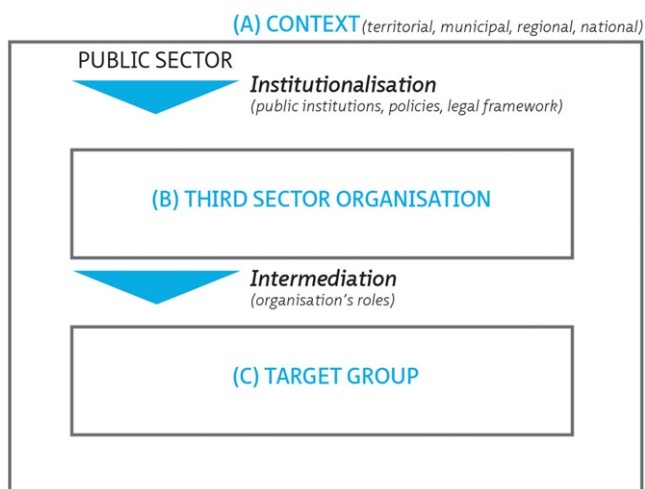 (A) CONTEXT (territorial, municipal, regional, national)
PUBLIC SECTOR
Institutionalisation
(public institutions, policies, legal framework)
(B) THIRD SECTOR ORGANISATION
Intermediation
(organisation's roles)
(C) TARGET GROUP